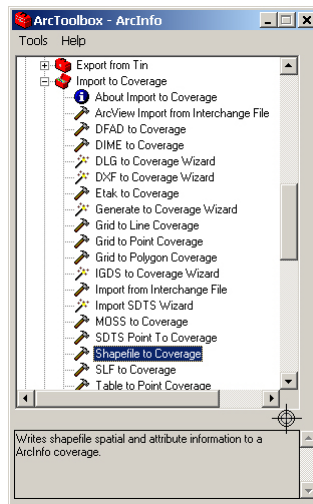 ArcToolbox - ArcInfo
Tools Help
Export from Tin
Import to Coverage
About Import to Coverage
ArcView Import from Interchange File
DFAD to Coverage
DIME to Coverage
DLG to Coverage Wizard
DXF to Coverage Wizard
Etak to Coverage
Generate to Coverage Wizard
Grid to Line Coverage
Grid to Point Coverage
Grid to Polygon Coverage
IGDS to Coverage Wizard
Import from Interchange File
Import SDTS Wizard
MOSS to Coverage
SDTS Point To Coverage
Shapefile to Coverage
SLF to Coverage
Table to Point Coverage
Writes shapefile spatial and attribute information to a
ArcInfo coverage.